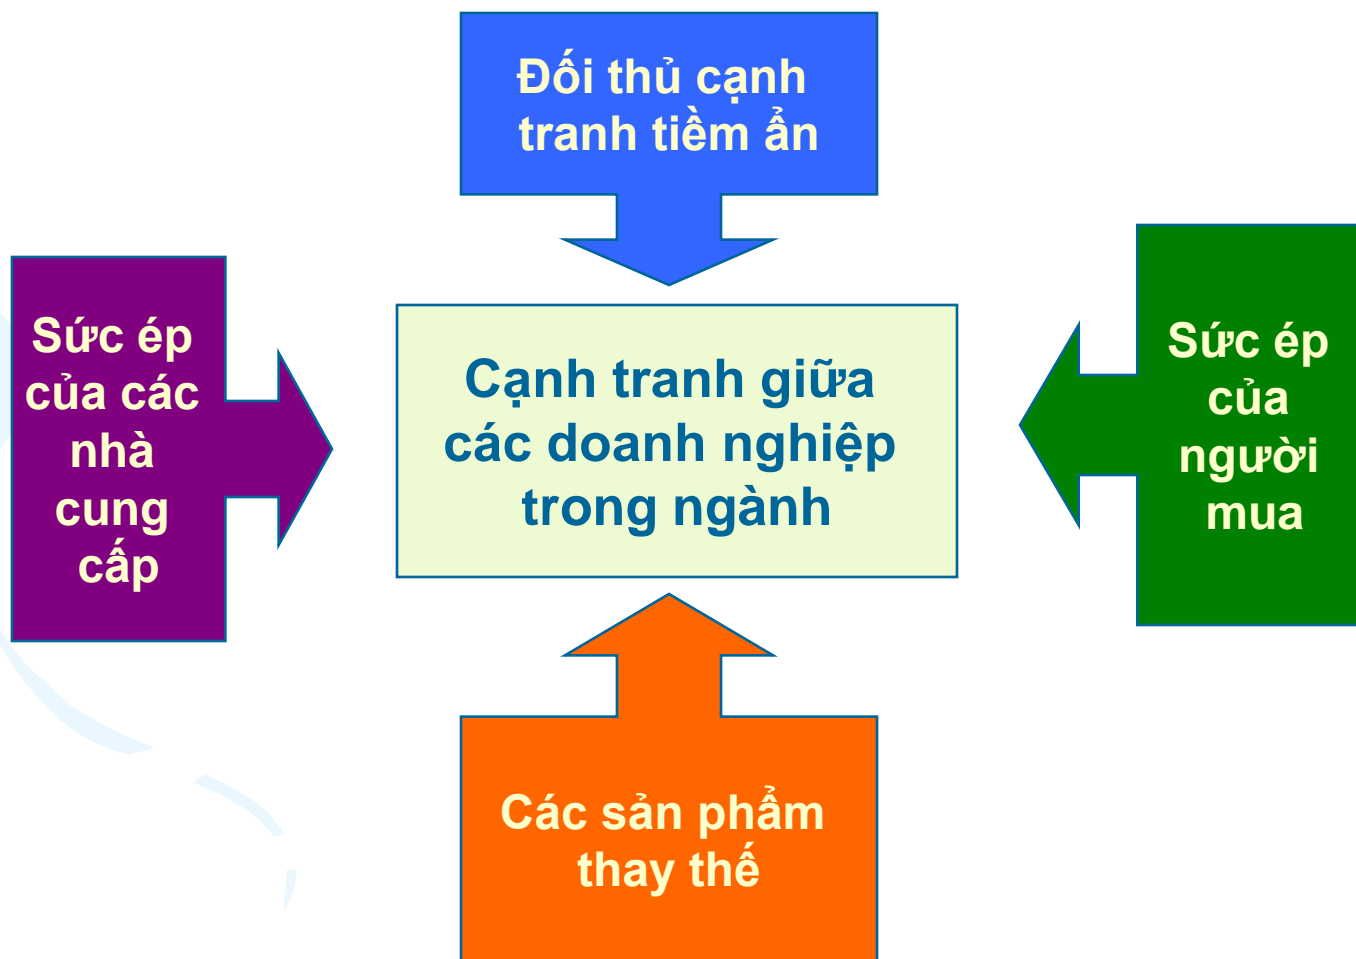 Đối thủ cạnh
tranh tiềm ẩn
Sức ép
của các
nhà
cung
cấp
Cạnh tranh giữa
các doanh nghiệp
trong ngành
Sức ép
của
người
mua
Các sản phẩm
thay thế